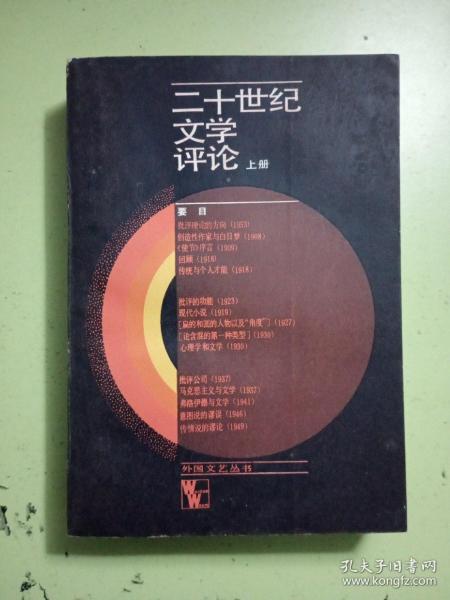 二十世纪
文学
评论 上册
要目
批评理论的方向(1953)
创造性作家与白日梦(1908)
《使节》序言(1909)
回顾(1918)
传统与个人才能(1918)
批评的功能(1923)
现代小说(1919)
[扁的和圆的人物以及“角度”](1927)
[论含混的第一种类型](1930)
心理学和文学(1930)
批评公司(1937)
马克思主义与文学(1937)
弗洛伊德与文学(1941)
意图说的谬误(1946)
传情说的谬论(1949)
外国文艺丛书
孔夫子旧书网
www.kongfz.com